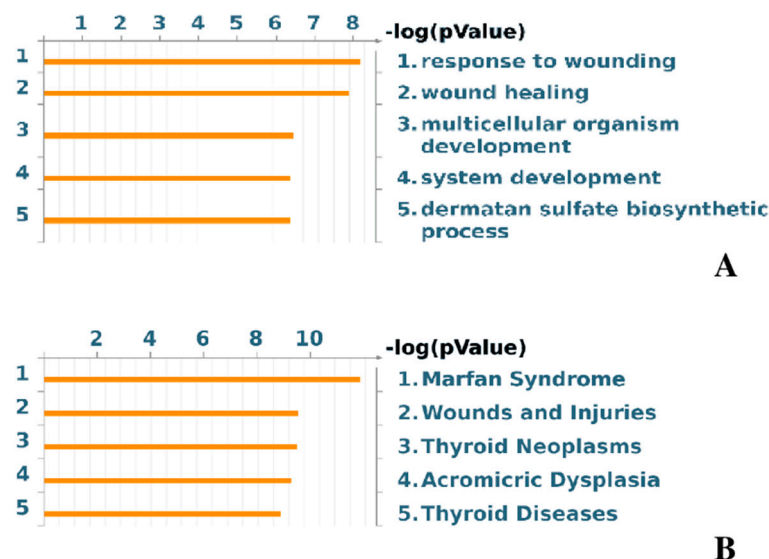 1 2 3 4 5 6 7 8
-log(pValue)
1 1. response to wounding
2 2. wound healing
3 3. multicellular organism
development
4 4. system development
5 5. dermatan sulfate biosynthetic
process
A
2 4 6 8 10
-log(pValue)
1 1. Marfan Syndrome
2 2. Wounds and Injuries
3 3. Thyroid Neoplasms
4 4. Acromicric Dysplasia
5 5. Thyroid Diseases
B